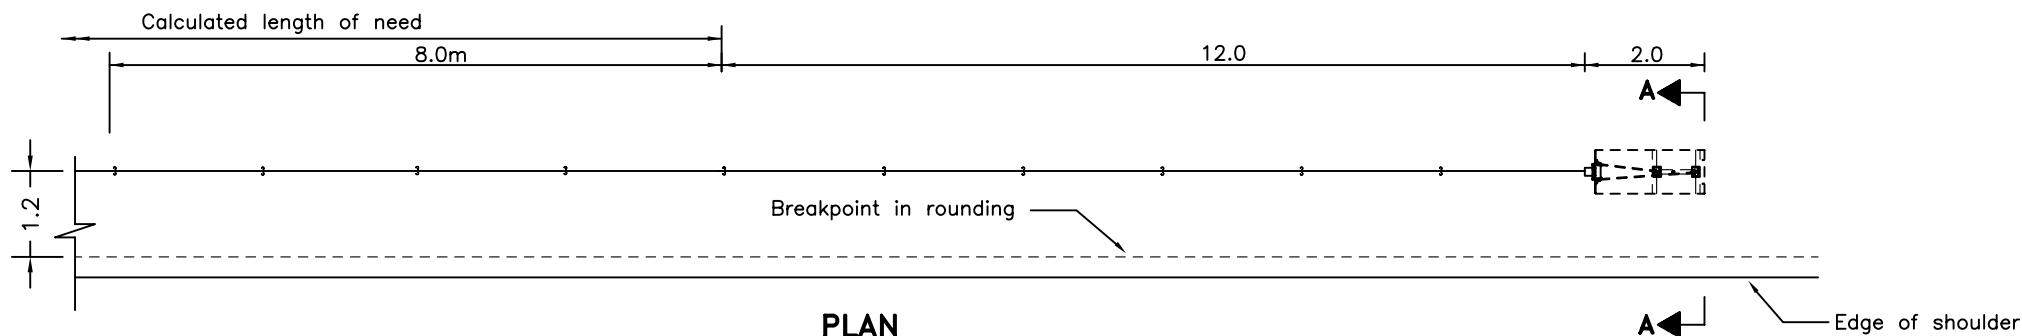 Calculated length of need
8.0m
12.0
2.0
A
1.2
Breakpoint in rounding
PLAN
A
Edge of shoulder